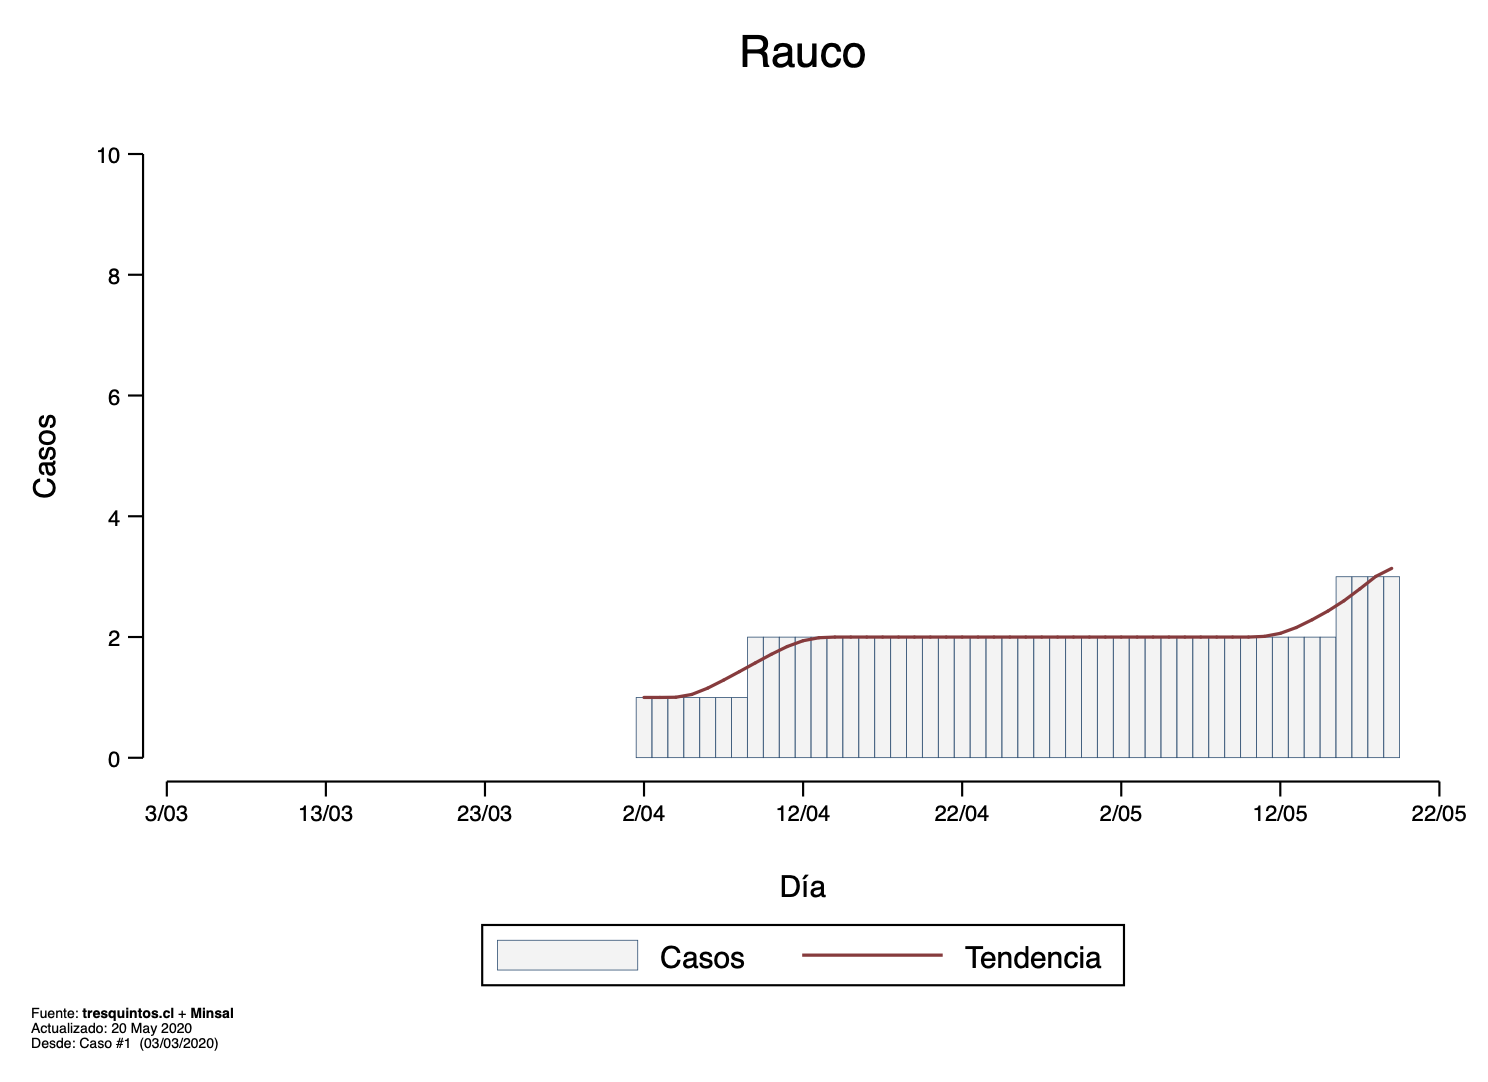 Rauco
10
8
6
4
2
0
Casos
3/03 13/03 23/03 2/04 12/04 22/04 2/05 12/05 22/05
Día
Casos Tendencia
Fuente: tresquintos.cl + Minsal
Actualizado: 20 May 2020
Desde: Caso #1 (03/03/2020)